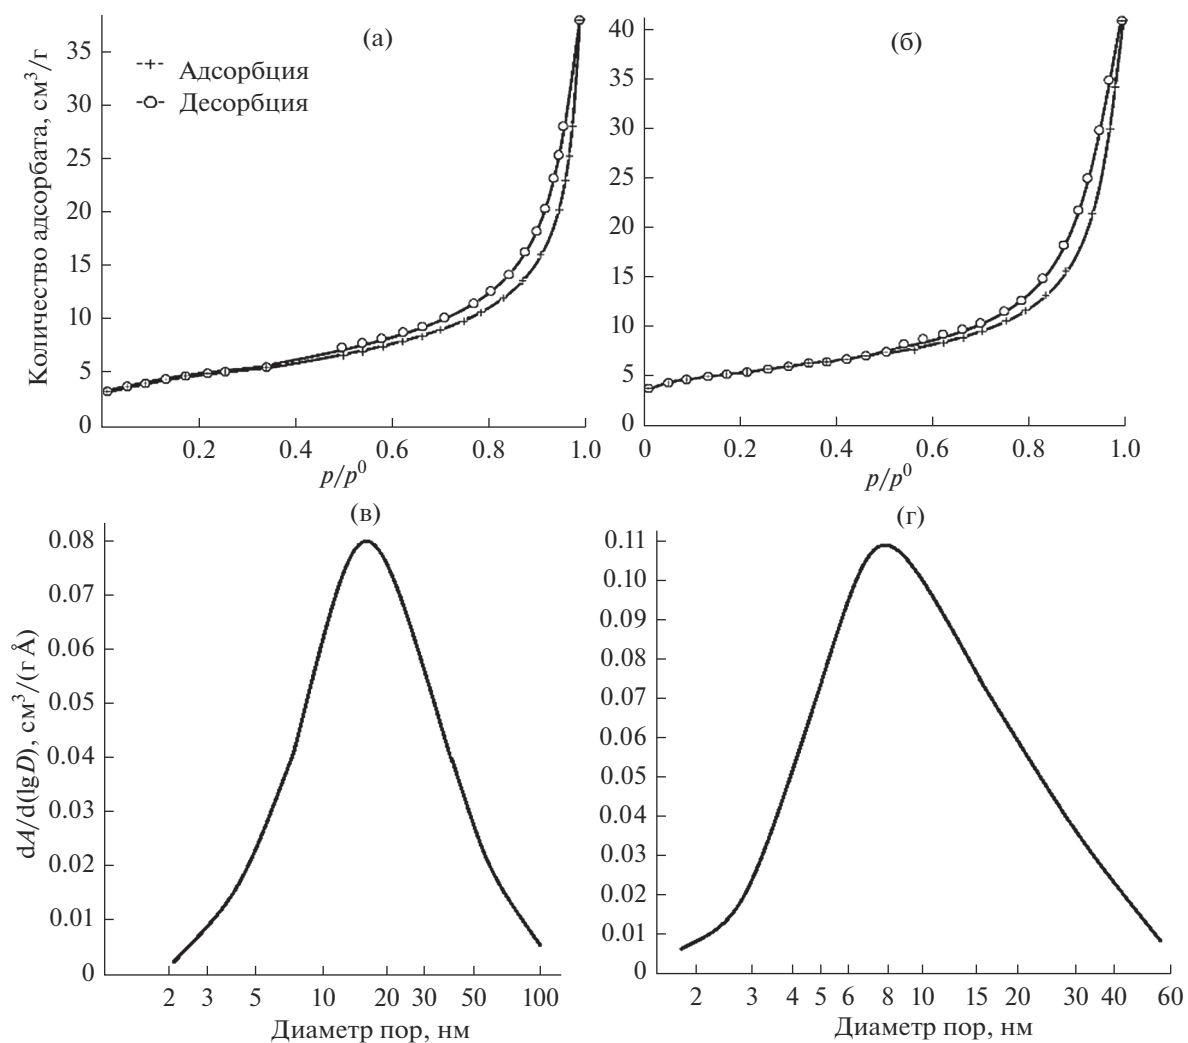 (а)
Количество адсорбата, см³/г
35
30
25
20
15
10
5
0
Адсорбция
Десорбция
0.2 0.4 0.6 0.8 1.0
p/p⁰
(б)
40
35
30
25
20
15
10
5
0
0 0.2 0.4 0.6 0.8 1.0
p/p⁰
(в)
dA/d(lgD), см³/(г Å)
0.08
0.07
0.06
0.05
0.04
0.03
0.02
0.01
0
2 3 5 10 20 30 50 100
Диаметр пор, нм
(г)
0.11
0.10
0.09
0.08
0.07
0.06
0.05
0.04
0.03
0.02
0.01
0
2 3 4 5 6 8 10 15 20 30 40 60
Диаметр пор, нм